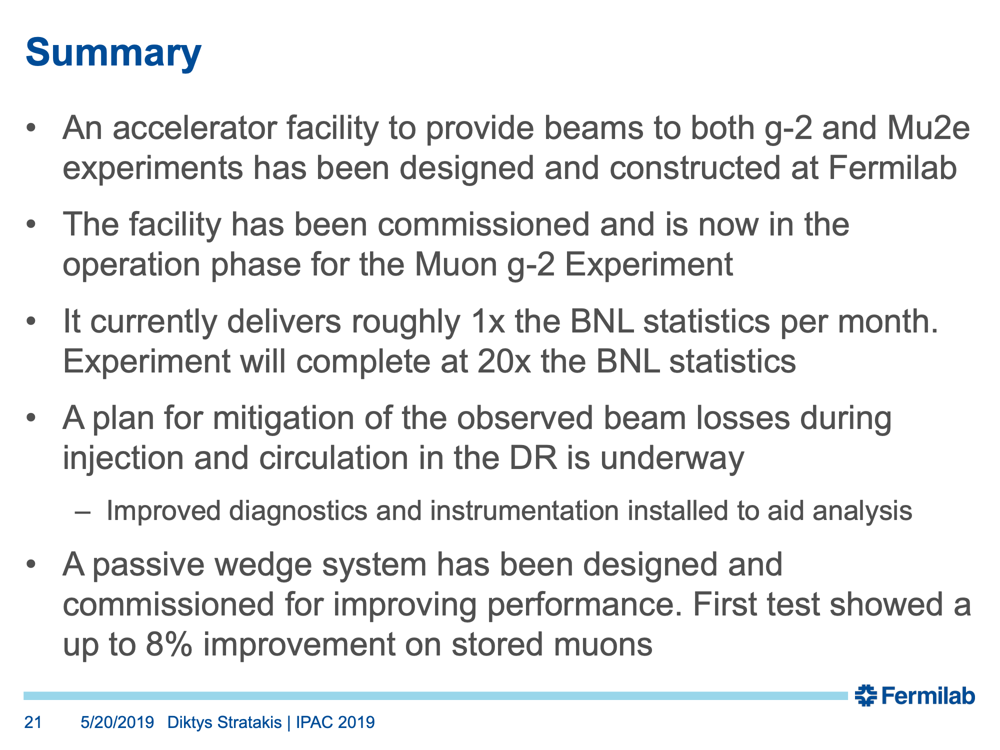 Summary
• An accelerator facility to provide beams to both g-2 and Mu2e
experiments has been designed and constructed at Fermilab
• The facility has been commissioned and is now in the
operation phase for the Muon g-2 Experiment
• It currently delivers roughly 1x the BNL statistics per month.
Experiment will complete at 20x the BNL statistics
• A plan for mitigation of the observed beam losses during
injection and circulation in the DR is underway
– Improved diagnostics and instrumentation installed to aid analysis
• A passive wedge system has been designed and
commissioned for improving performance. First test showed a
up to 8% improvement on stored muons
Fermilab
21 5/20/2019 Diktys Stratakis | IPAC 2019